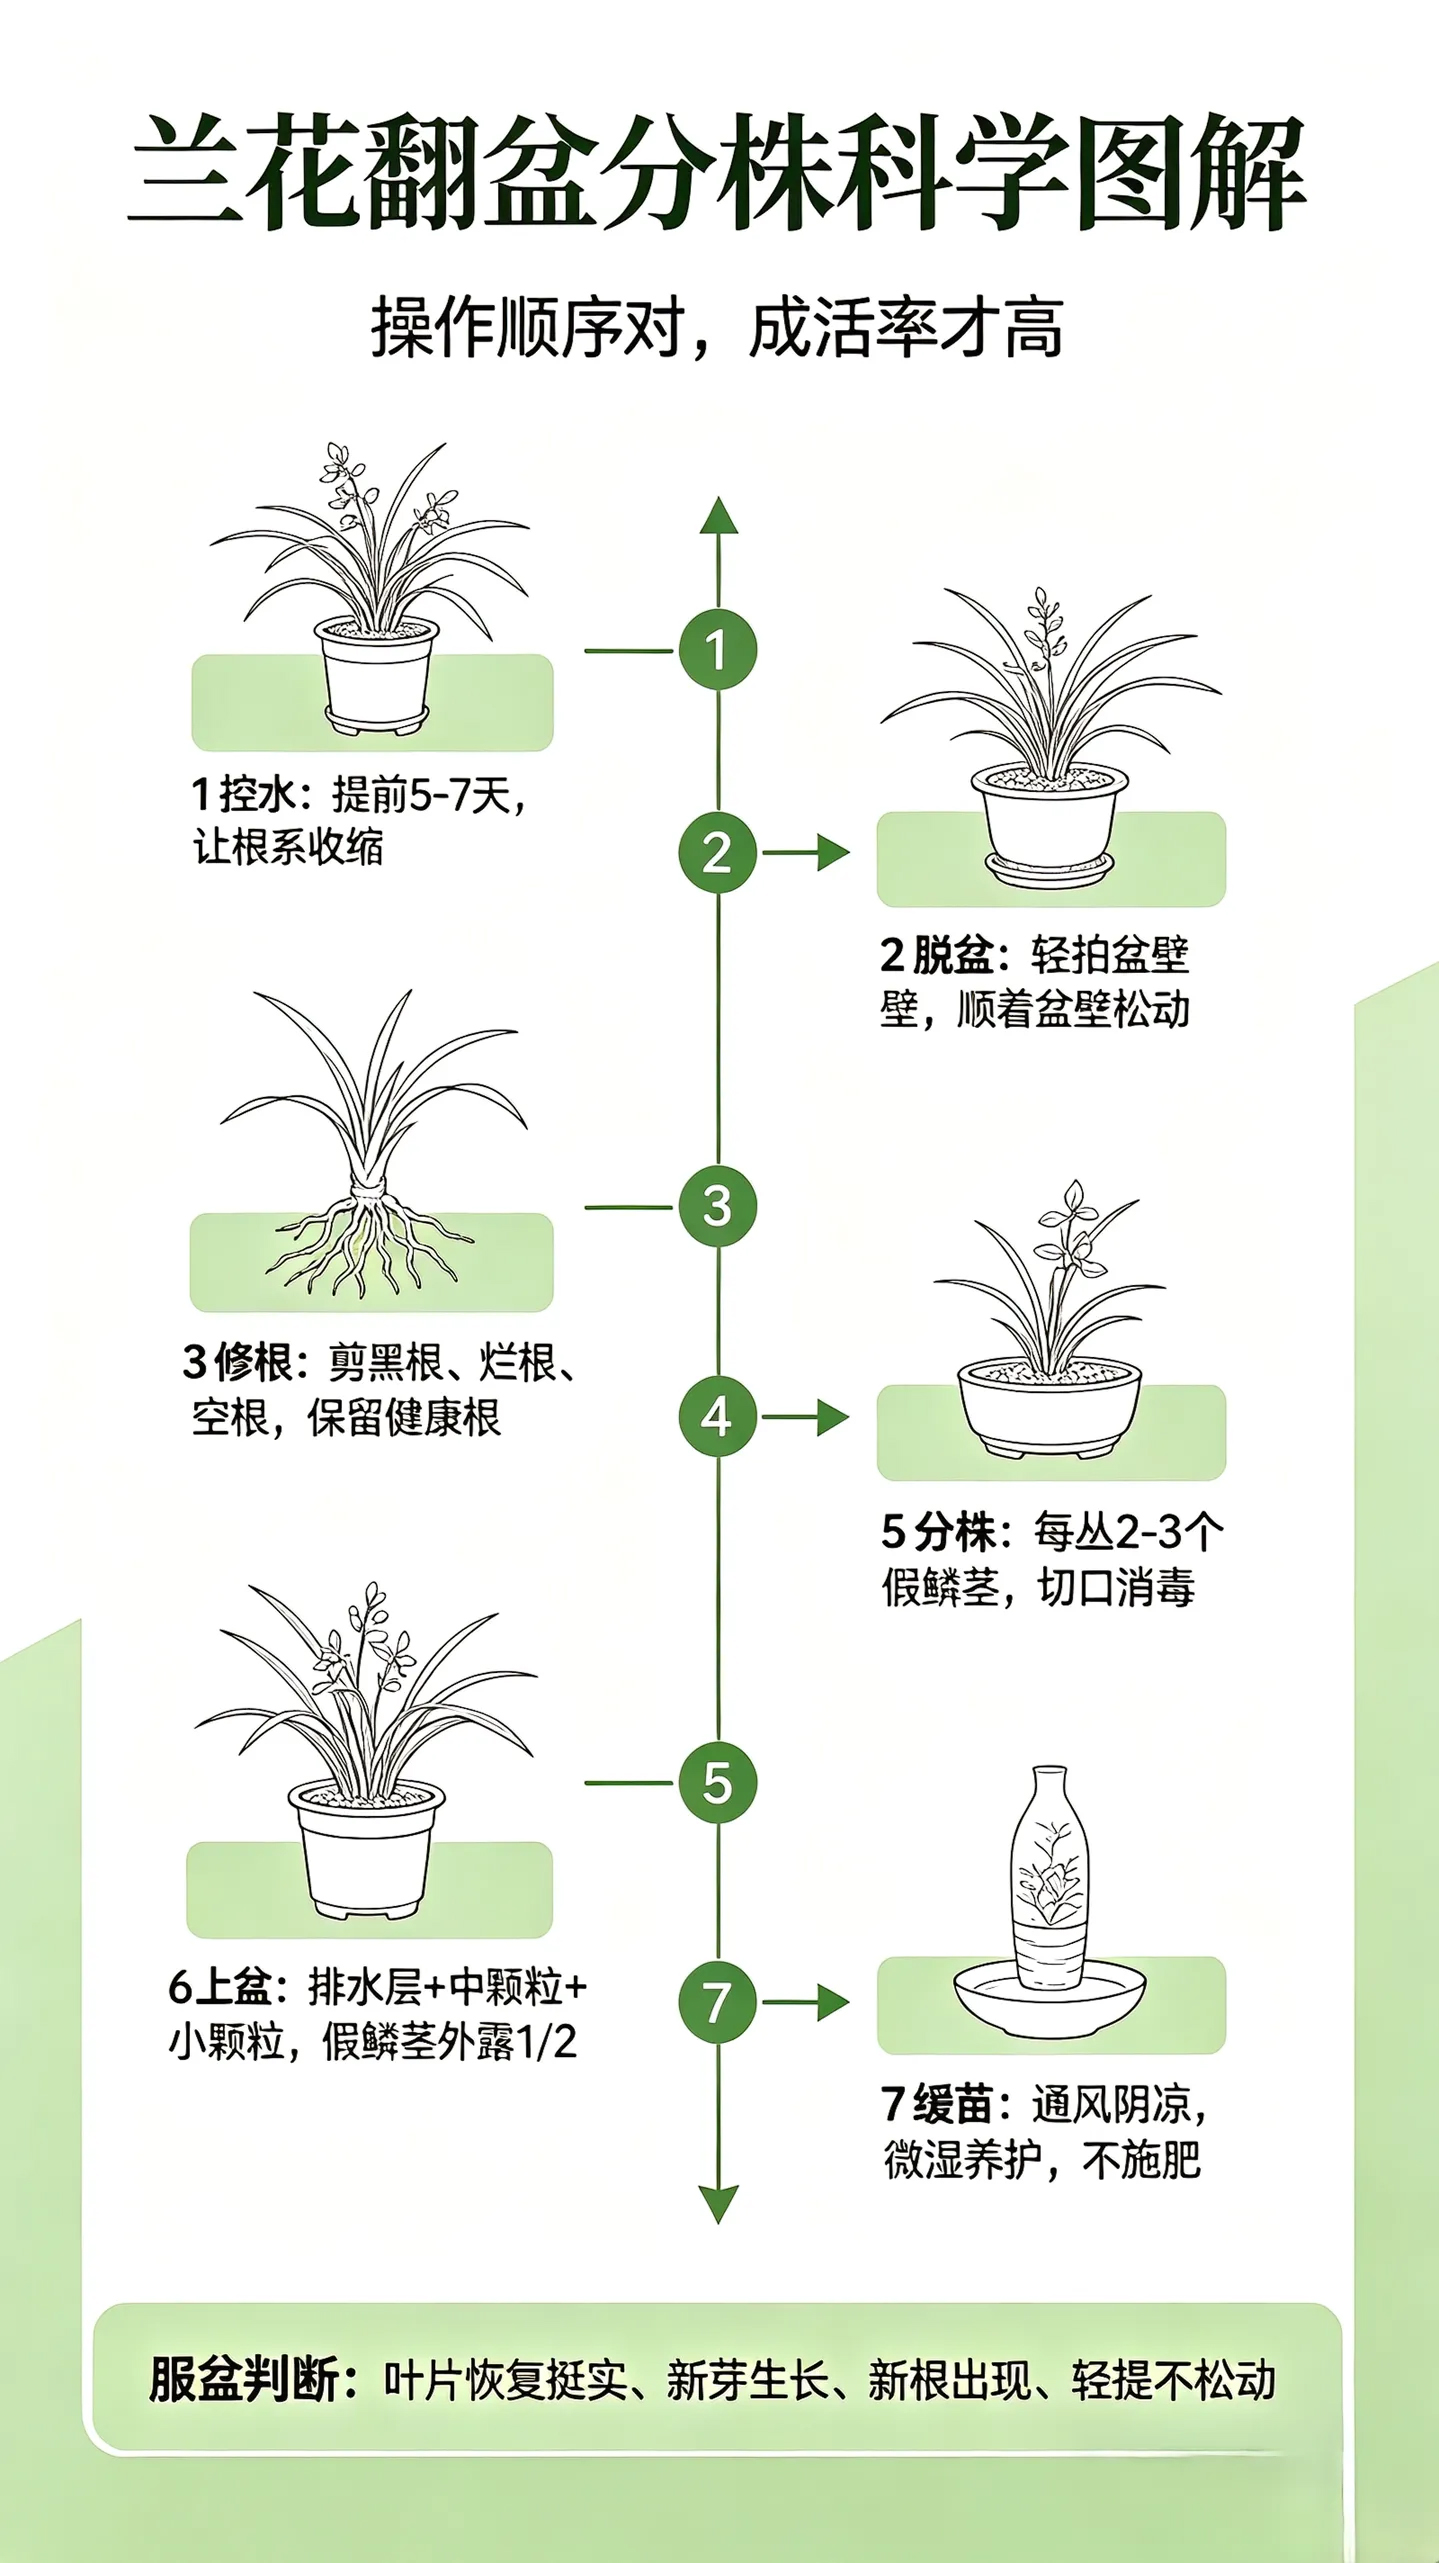 兰花翻盆分株科学图解
操作顺序对，成活率才高
1
1 控水：提前5-7天，
让根系收缩
2
2 脱盆：轻拍盆壁
壁，顺着盆壁松动
3
3 修根：剪黑根、烂根、
空根，保留健康根
4
5 分株：每丛2-3个
假鳞茎，切口消毒
5
6 上盆：排水层+中颗粒+
小颗粒，假鳞茎外露1/2
7
7 缓苗：通风阴凉，
微湿养护，不施肥
服盆判断：叶片恢复挺实、新芽生长、新根出现、轻提不松动